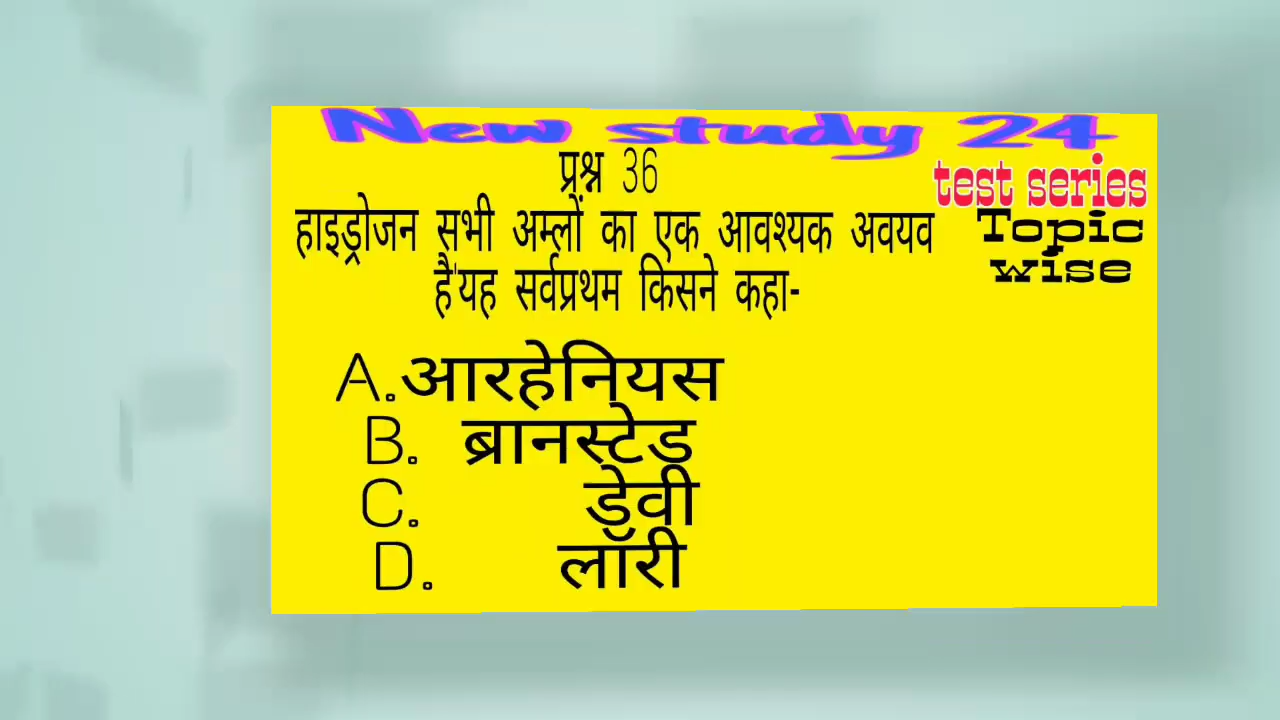 New study 24
प्रश्न 36
test series
Topic
wise
हाइड्रोजन सभी अम्लों का एक आवश्यक अवयव
है'यह सर्वप्रथम किसने कहा-
A.आरहेनियस
B. ब्रानस्टेड
C. डेवी
D. लॉरी